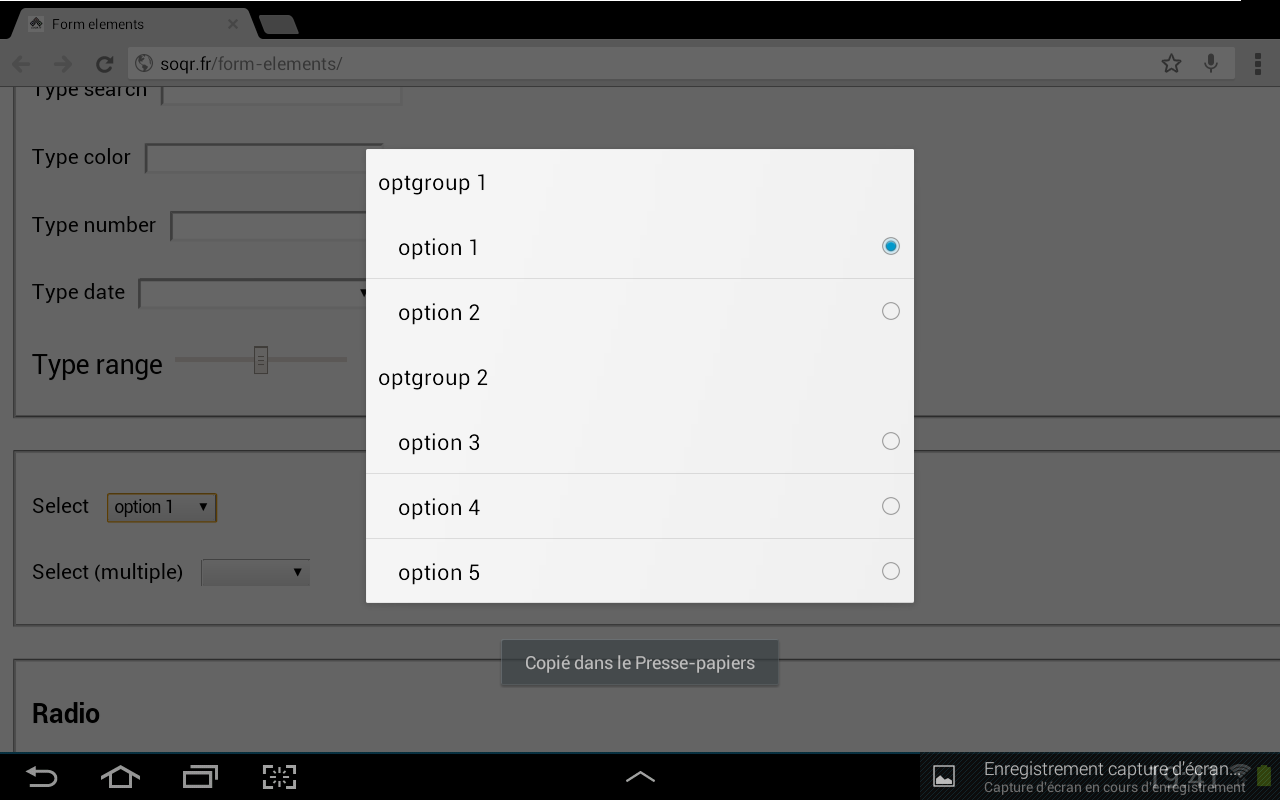 Form elements
soqr.fr/form-elements/
Type search
Type color
Type number
Type date
Type range
optgroup 1
option 1
option 2
optgroup 2
option 3
option 4
option 5
Select option 1
Select (multiple)
Copié dans le Presse-papiers
Radio
Enregistrement capture d'écran...
Capture d'écran en cours d'enregistrement
19:41